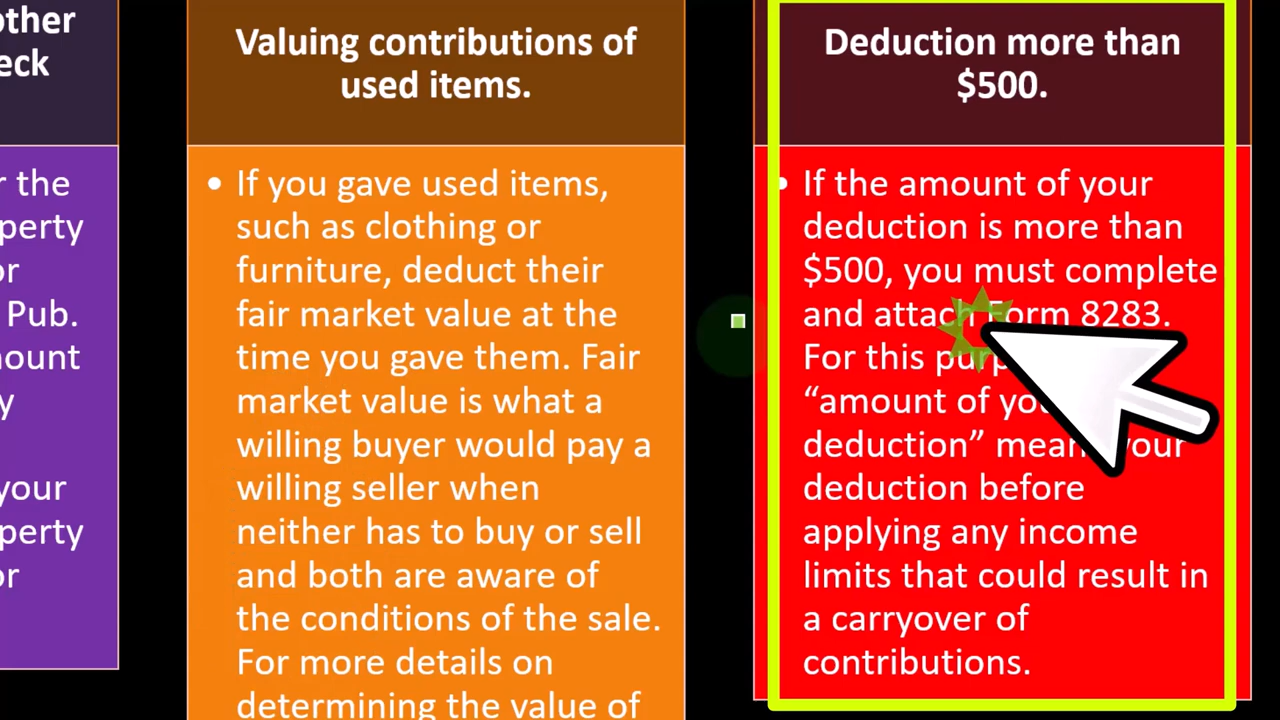 other
eck
r the
perty
or
Pub.
nount
y
your
perty
or
Valuing contributions of
used items.
• If you gave used items,
such as clothing or
furniture, deduct their
fair market value at the
time you gave them. Fair
market value is what a
willing buyer would pay a
willing seller when
neither has to buy or sell
and both are aware of
the conditions of the sale.
For more details on
determining the value of
Deduction more than
$500.
• If the amount of your
deduction is more than
$500, you must complete
and attach Form 8283.
For this
“amount of
deduction” your
deduction before
applying any income
limits that could result in
a carryover of
contributions.